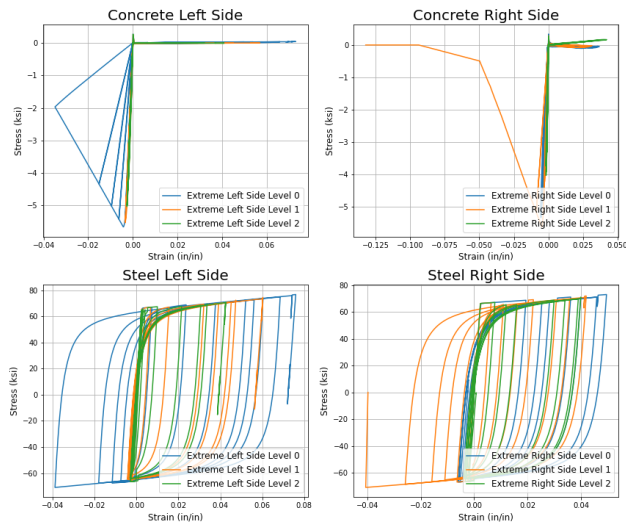 Concrete Left Side
Stress (ksi)
0
−1
−2
−3
−4
−5
−0.04 −0.02 0.00 0.02 0.04 0.06
Strain (in/in)
Extreme Left Side Level 0
Extreme Left Side Level 1
Extreme Left Side Level 2
Concrete Right Side
Stress (ksi)
0
−1
−2
−3
−4
−5
−0.125 −0.100 −0.075 −0.050 −0.025 0.000 0.025
Strain (in/in)
Extreme Right Side Level 0
Extreme Right Side Level 1
Extreme Right Side Level 2
Steel Left Side
Stress (ksi)
80
60
40
20
0
−20
−40
−60
−0.04 −0.02 0.00 0.02 0.04 0.06 0.08
Strain (in/in)
Extreme Left Side Level 0
Extreme Left Side Level 1
Extreme Left Side Level 2
Steel Right Side
Stress (ksi)
80
60
40
20
0
−20
−40
−60
−0.04 −0.02 0.00 0.02 0.04
Strain (in/in)
Extreme Right Side Level 0
Extreme Right Side Level 1
Extreme Right Side Level 2